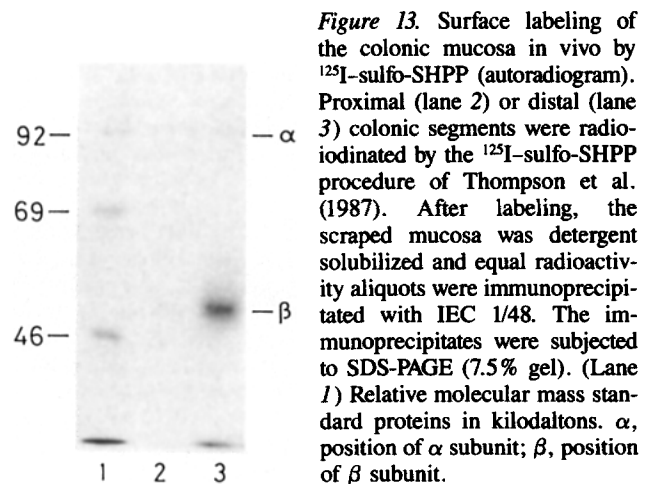 92
69
46
α
β
1 2 3
Figure 13. Surface labeling of
the colonic mucosa in vivo by
¹²⁵I-sulfo-SHPP (autoradiogram).
Proximal (lane 2) or distal (lane
3) colonic segments were radio-
iodinated by the ¹²⁵I-sulfo-SHPP
procedure of Thompson et al.
(1987). After labeling, the
scraped mucosa was detergent
solubilized and equal radioactiv-
ity aliquots were immunoprecipi-
tated with IEC 1/48. The im-
munoprecipitates were subjected
to SDS-PAGE (7.5% gel). (Lane
1) Relative molecular mass stan-
dard proteins in kilodaltons. α,
position of α subunit; β, position
of β subunit.